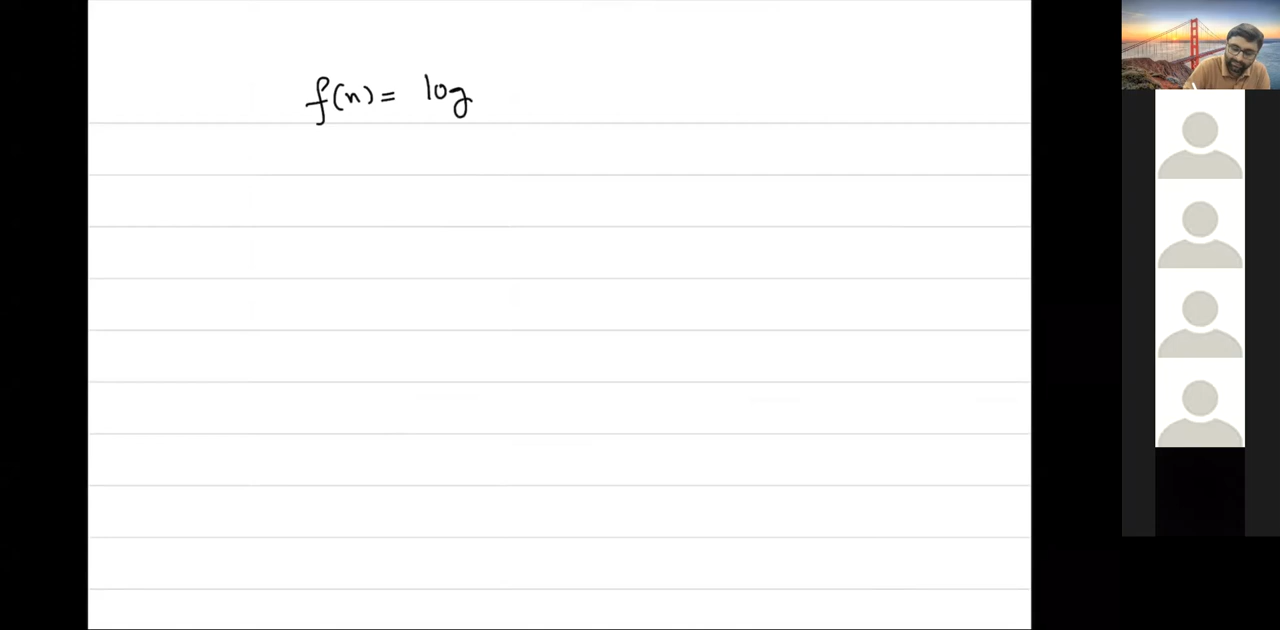 f(n) = log